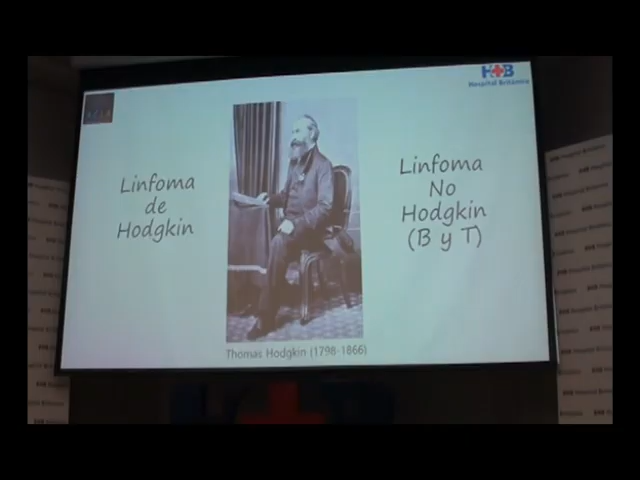 H+B
Hospital Británico
Linfoma
de
Hodgkin
Linfoma
No
Hodgkin
(B y T)
Thomas Hodgkin (1798-1866)